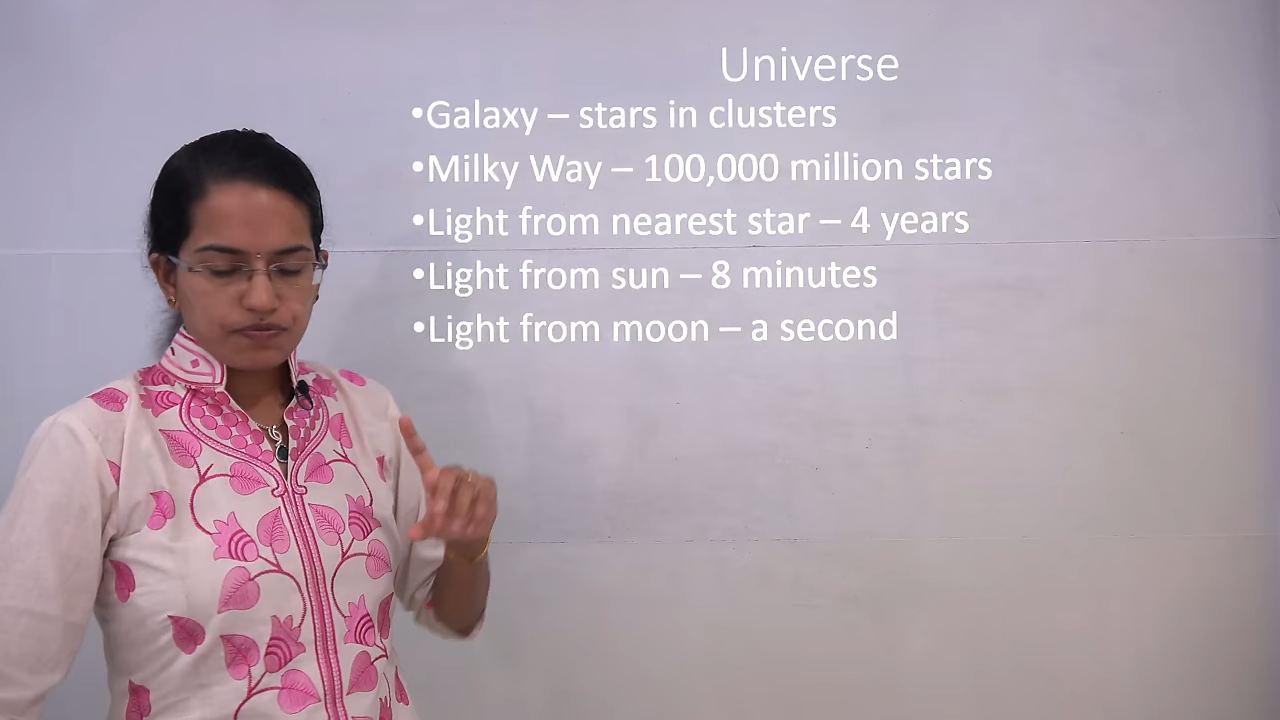 Universe
•Galaxy – stars in clusters
•Milky Way – 100,000 million stars
•Light from nearest star – 4 years
•Light from sun – 8 minutes
•Light from moon – a second